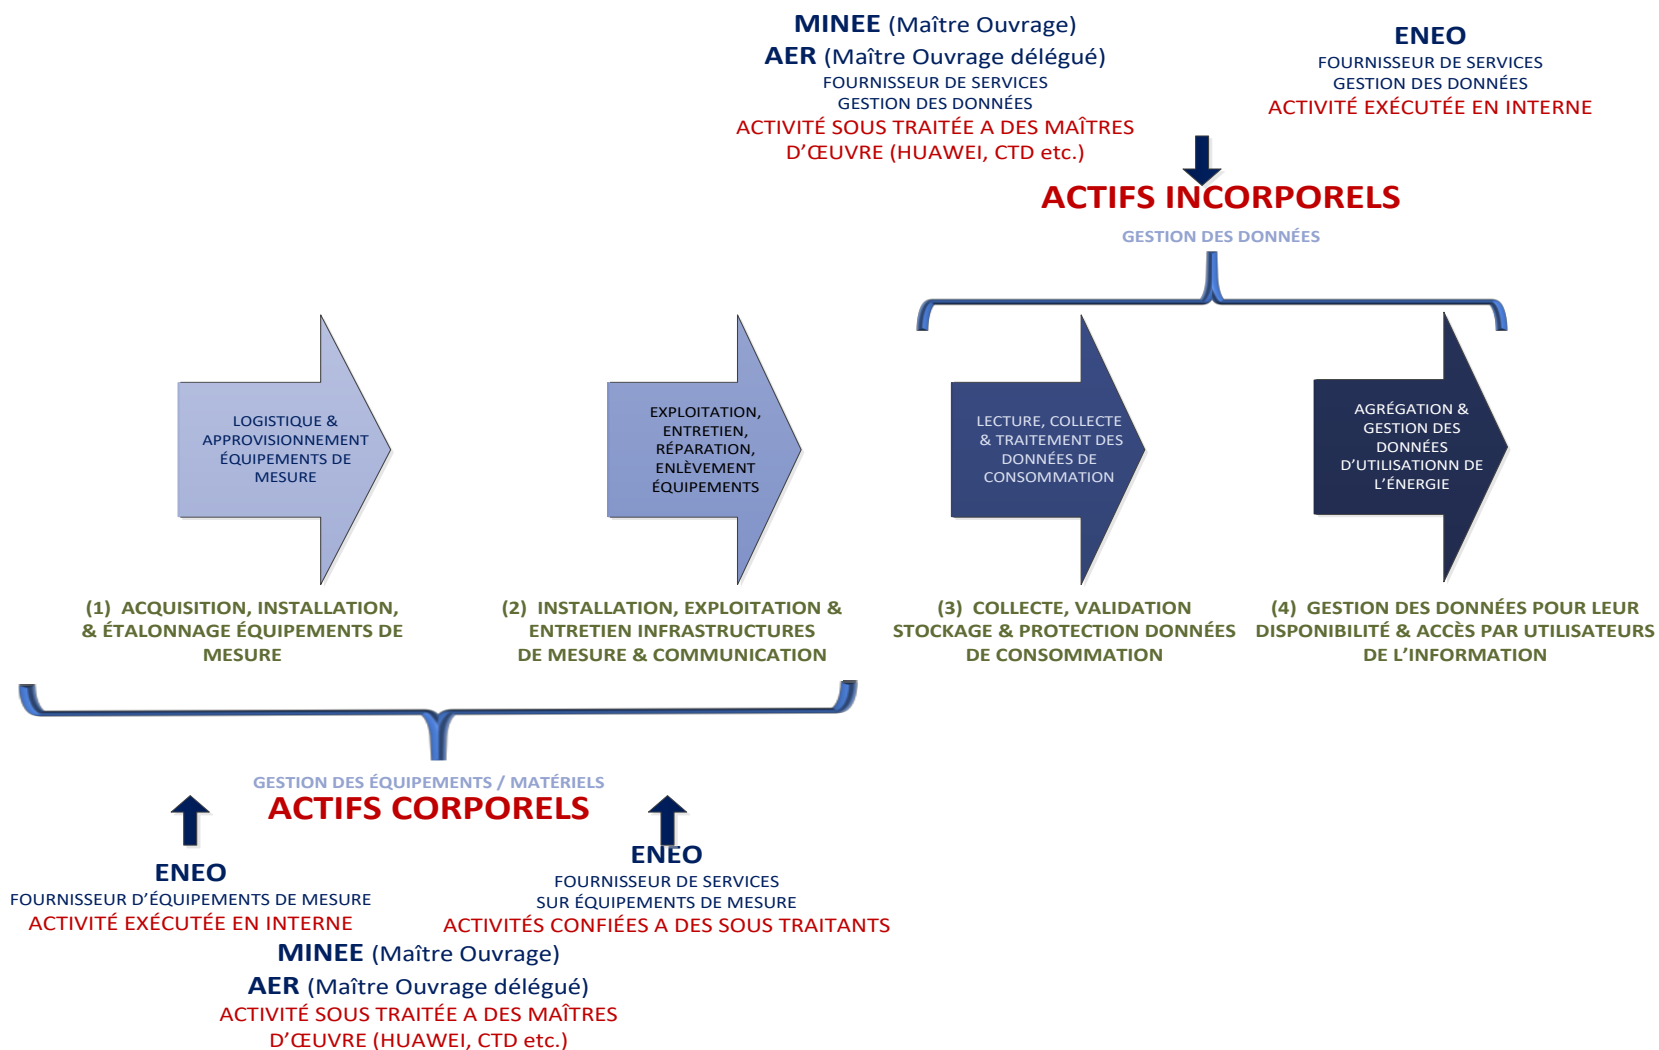 MINEE (Maître Ouvrage)
AER (Maître Ouvrage délégué)
FOURNISSEUR DE SERVICES
GESTION DES DONNÉES
ACTIVITÉ SOUS TRAITÉE A DES MAÎTRES
D’ŒUVRE (HUAWEI, CTD etc.)
ENEO
FOURNISSEUR DE SERVICES
GESTION DES DONNÉES
ACTIVITÉ EXÉCUTÉE EN INTERNE
ACTIFS INCORPORELS
GESTION DES DONNÉES
LOGISTIQUE &
APPROVISIONNEMENT
ÉQUIPEMENTS DE
MESURE
EXPLOITATION,
ENTRETIEN,
RÉPARATION,
ENLÈVEMENT
ÉQUIPEMENTS
LECTURE, COLLECTE
& TRAITEMENT DES
DONNÉES DE
CONSOMMATION
AGRÉGATION &
GESTION DES
DONNÉES
D’UTILISATIONN DE
L’ÉNERGIE
(1) ACQUISITION, INSTALLATION,
& ÉTALONNAGE ÉQUIPEMENTS DE
MESURE
(2) INSTALLATION, EXPLOITATION &
ENTRETIEN INFRASTRUCTURES
DE MESURE & COMMUNICATION
(3) COLLECTE, VALIDATION
STOCKAGE & PROTECTION DONNÉES
DE CONSOMMATION
(4) GESTION DES DONNÉES POUR LEUR
DISPONIBILITÉ & ACCÈS PAR UTILISATEURS
DE L’INFORMATION
GESTION DES ÉQUIPEMENTS / MATÉRIELS
ACTIFS CORPORELS
ENEO
FOURNISSEUR D’ÉQUIPEMENTS DE MESURE
ACTIVITÉ EXÉCUTÉE EN INTERNE
ENEO
FOURNISSEUR DE SERVICES
SUR ÉQUIPEMENTS DE MESURE
ACTIVITÉS CONFIÉES A DES SOUS TRAITANTS
MINEE (Maître Ouvrage)
AER (Maître Ouvrage délégué)
ACTIVITÉ SOUS TRAITÉE A DES MAÎTRES
D’ŒUVRE (HUAWEI, CTD etc.)